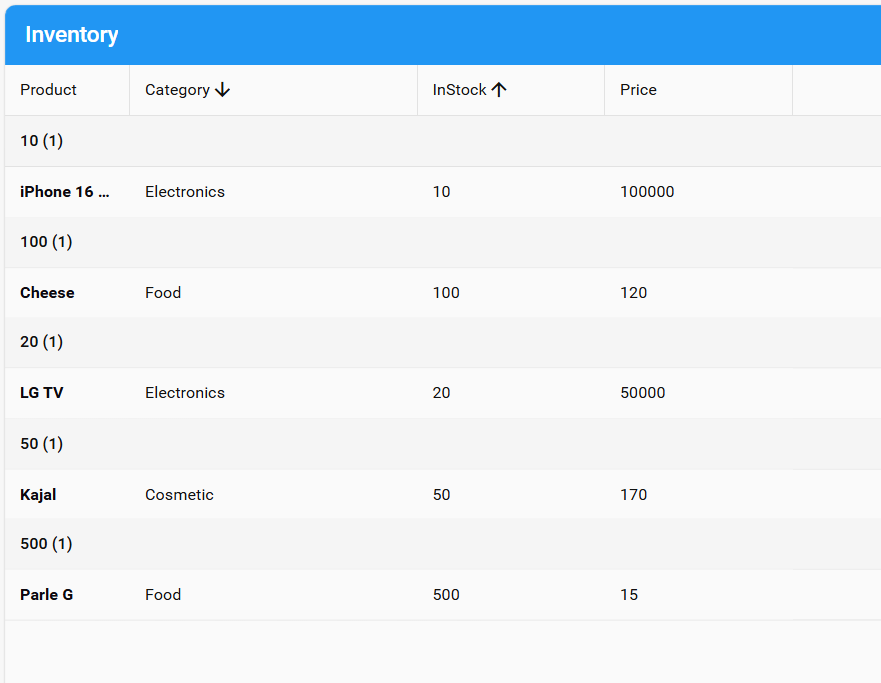 Inventory
Product Category InStock Price
10 (1)
iPhone 16 ... Electronics 10 100000
100 (1)
Cheese Food 100 120
20 (1)
LG TV Electronics 20 50000
50 (1)
Kajal Cosmetic 50 170
500 (1)
Parle G Food 500 15